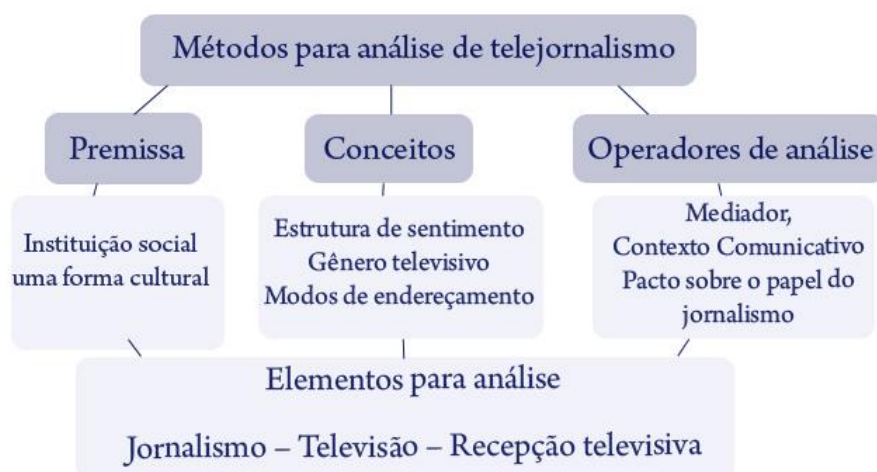 Métodos para análise de telejornalismo
Premissa
Conceitos
Operadores de análise
Instituição social
uma forma cultural
Estrutura de sentimento
Gênero televisivo
Modos de endereçamento
Mediador,
Contexto Comunicativo
Pacto sobre o papel do
jornalismo
Elementos para análise
Jornalismo – Televisão – Recepção televisiva